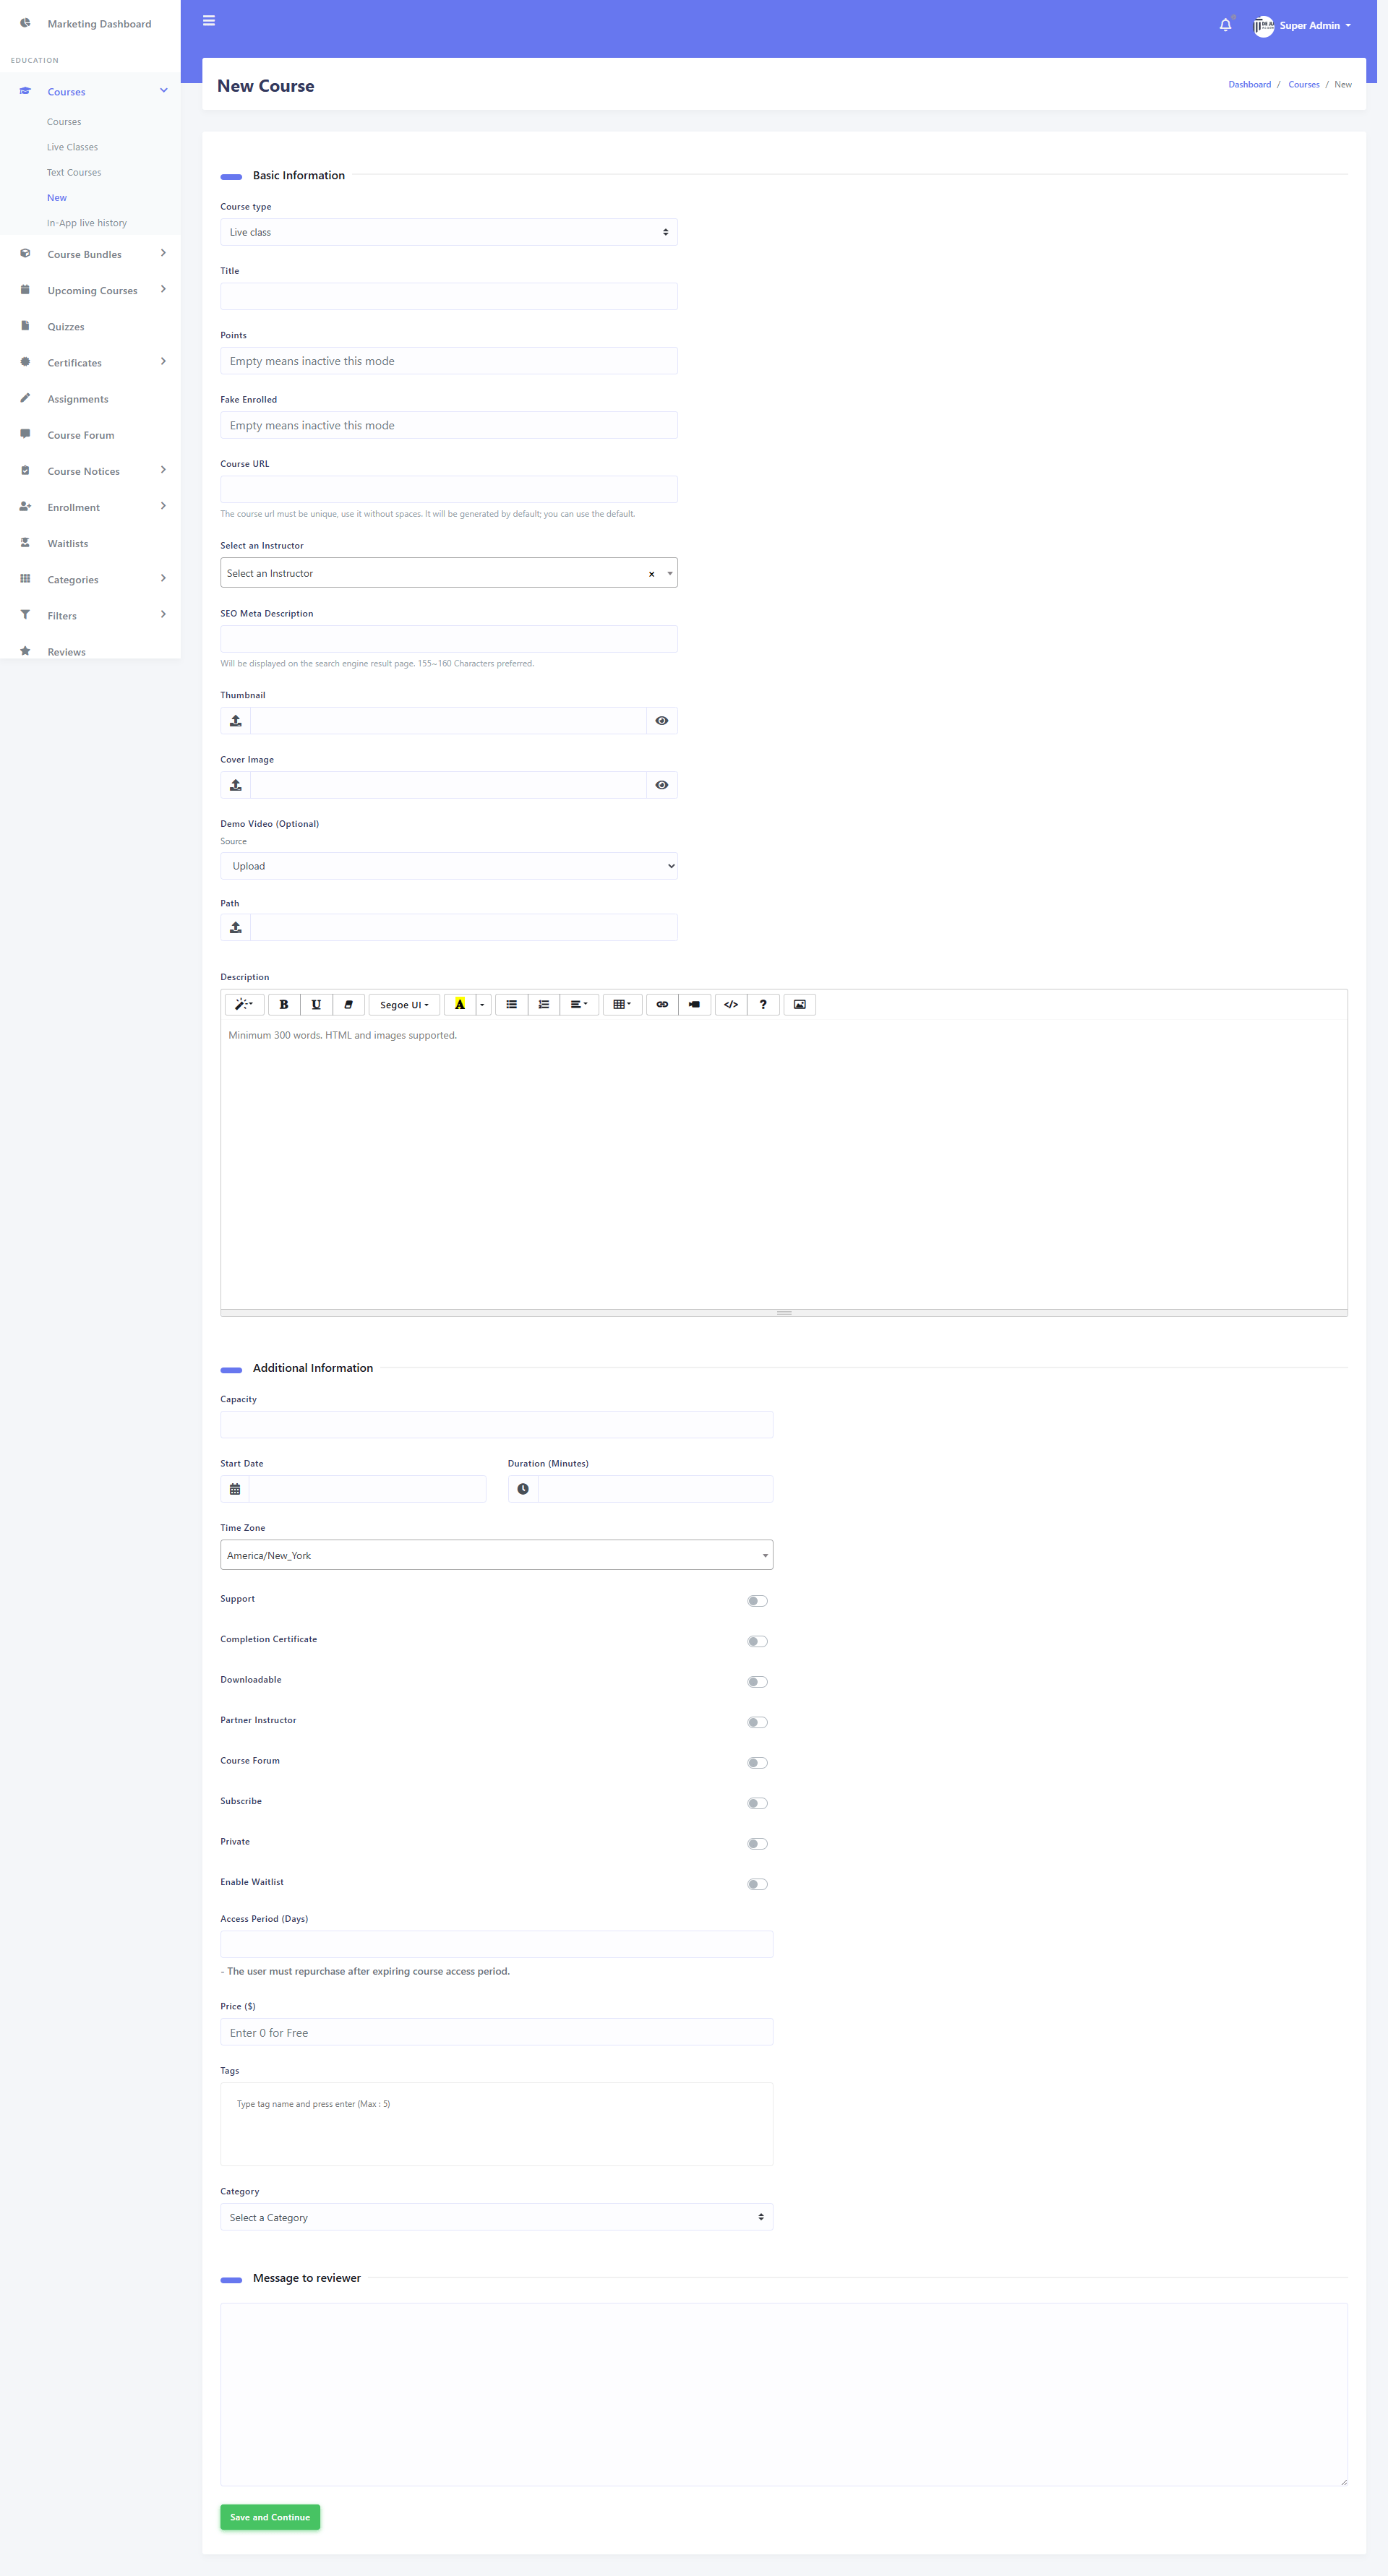 Marketing Dashboard
Super Admin
EDUCATION
Courses
Courses
Live Classes
Text Courses
New
In-App live history
Course Bundles
Upcoming Courses
Quizzes
Certificates
Assignments
Course Forum
Course Notices
Enrollment
Waitlists
Categories
Filters
Reviews
New Course
Dashboard / Courses / New
Basic Information
Course type
Live class
Title
Points
Empty means inactive this mode
Fake Enrolled
Empty means inactive this mode
Course URL
The course url must be unique, use it without spaces. It will be generated by default; you can use the default.
Select an Instructor
Select an Instructor ×
SEO Meta Description
Will be displayed on the search engine result page. 155~160 Characters preferred.
Thumbnail
Cover Image
Demo Video (Optional)
Source
Upload
Path
Description
B U Segoe UI A </> ?
Minimum 300 words. HTML and images supported.
Additional Information
Capacity
Start Date Duration (Minutes)
Time Zone
America/New_York
Support
Completion Certificate
Downloadable
Partner Instructor
Course Forum
Subscribe
Private
Enable Waitlist
Access Period (Days)
- The user must repurchase after expiring course access period.
Price ($)
Enter 0 for Free
Tags
Type tag name and press enter (Max : 5)
Category
Select a Category
Message to reviewer
Save and Continue